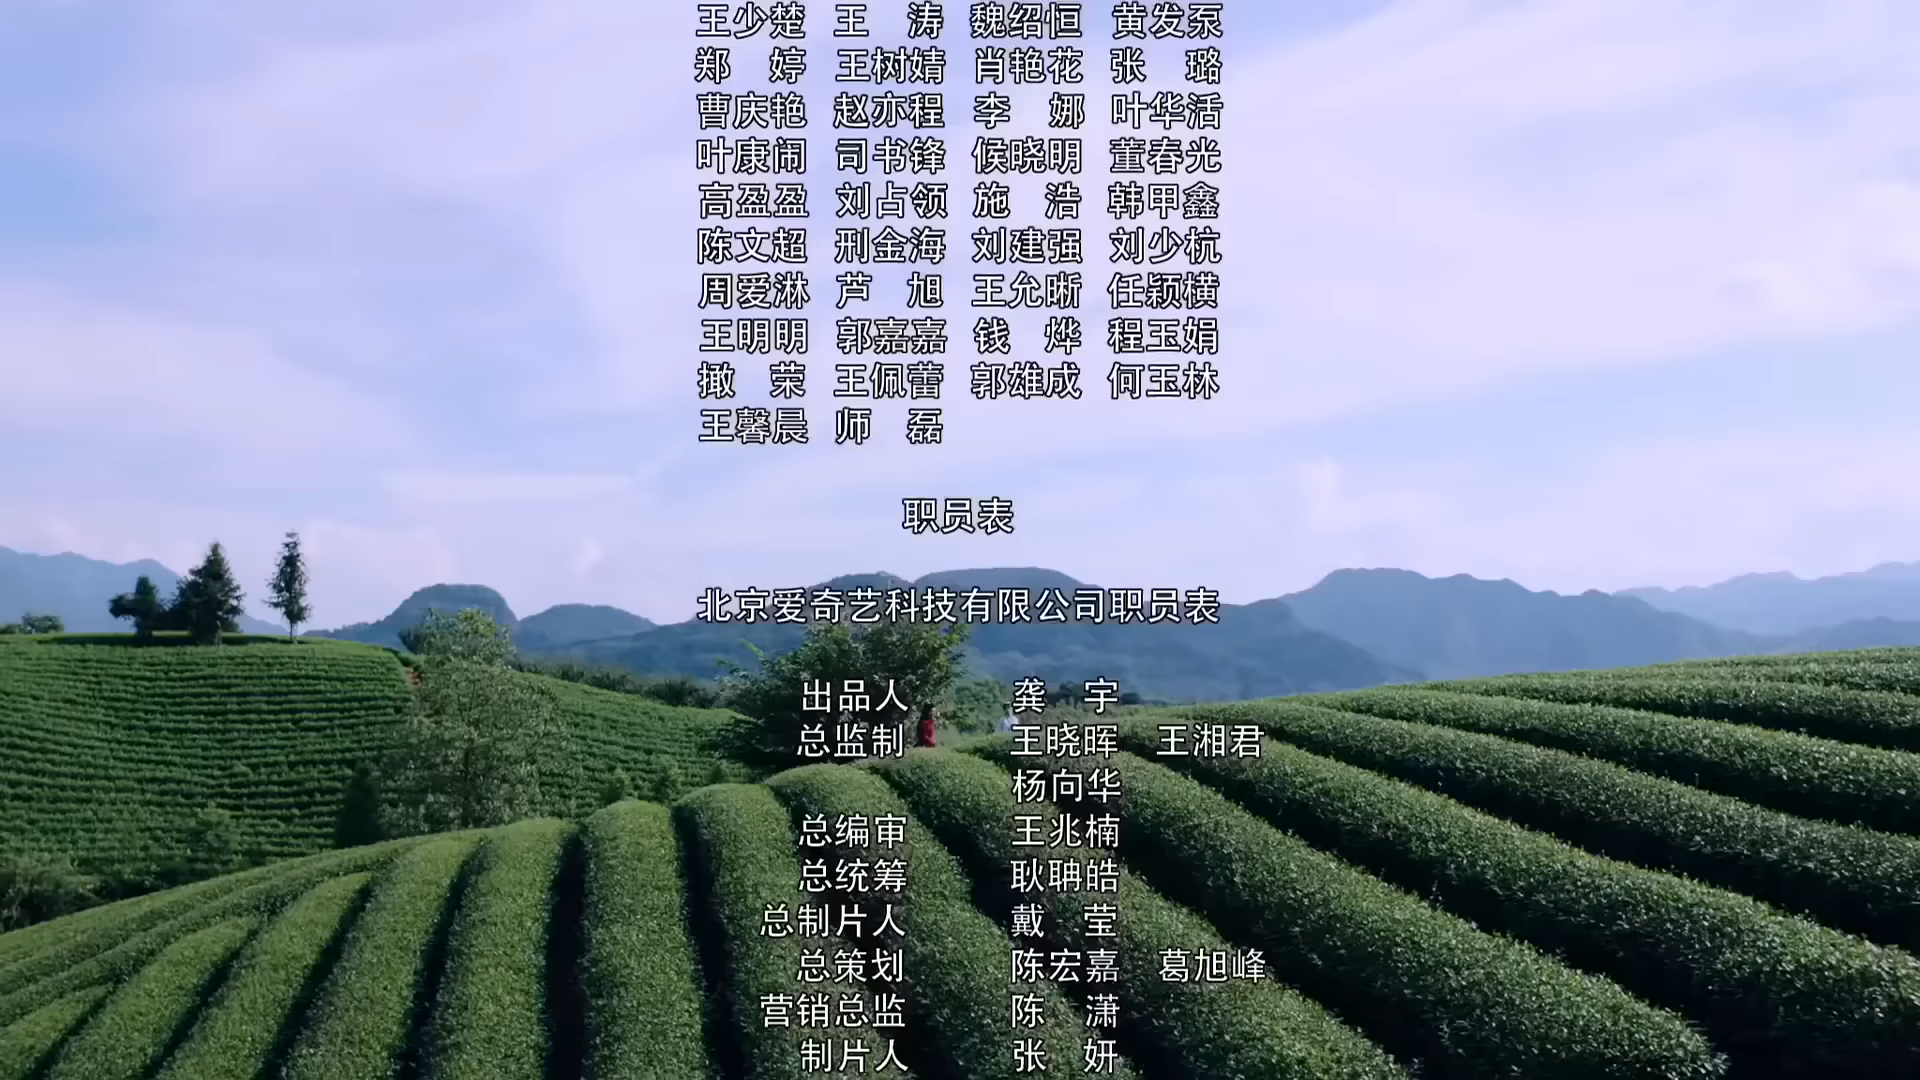 王少楚 王涛 魏绍恒 黄发泵
郑婷 王树婧 肖艳花 张璐
曹庆艳 赵亦程 李娜 叶华活
叶康闹 司书锋 候晓明 董春光
高盈盈 刘占领 施浩 韩甲鑫
陈文超 刑金海 刘建强 刘少杭
周爱淋 芦旭 王允晰 任颖横
王明明 郭嘉嘉 钱烨 程玉娟
撖荣 王佩蕾 郭雄成 何玉林
王馨晨 师磊
职员表
北京爱奇艺科技有限公司职员表
出品人 龚宇
总监制 王晓晖 王湘君
杨向华
总编审 王兆楠
总统筹 耿聃皓
总制片人 戴莹
总策划 陈宏嘉 葛旭峰
营销总监 陈潇
制片人 张妍